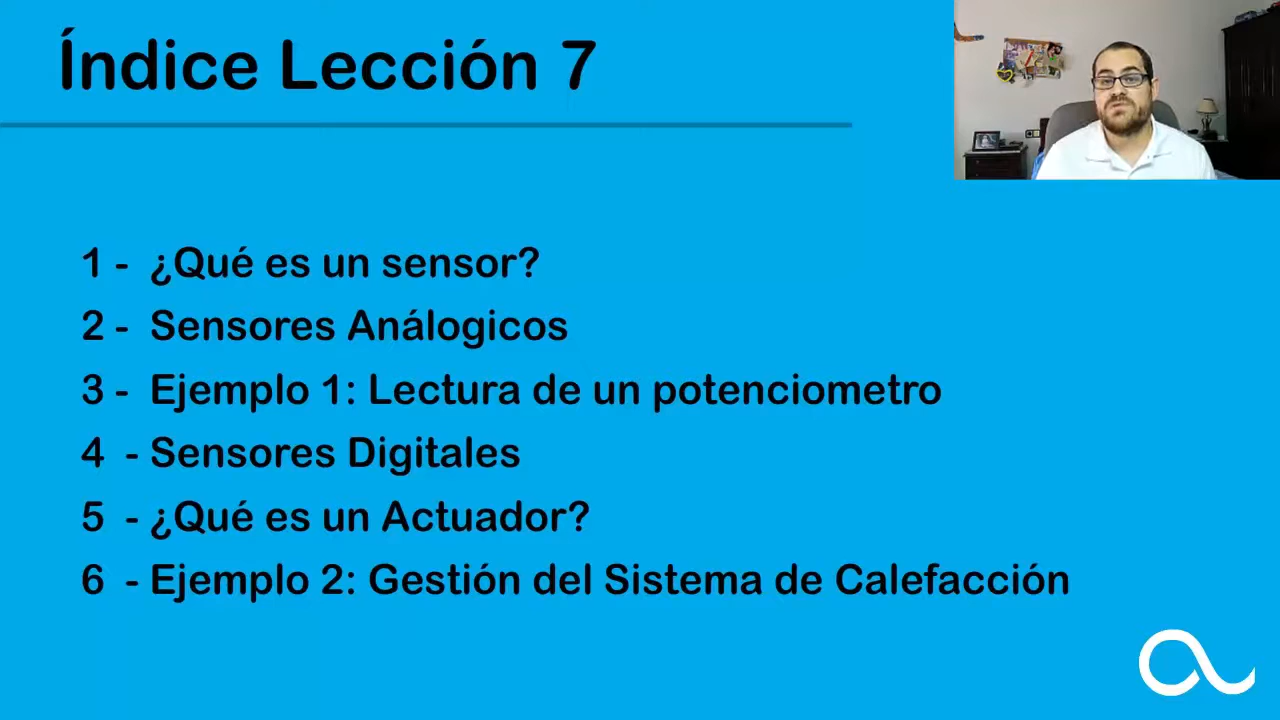 Índice Lección 7
1 - ¿Qué es un sensor?
2 - Sensores Análogicos
3 - Ejemplo 1: Lectura de un potenciometro
4 - Sensores Digitales
5 - ¿Qué es un Actuador?
6 - Ejemplo 2: Gestión del Sistema de Calefacción